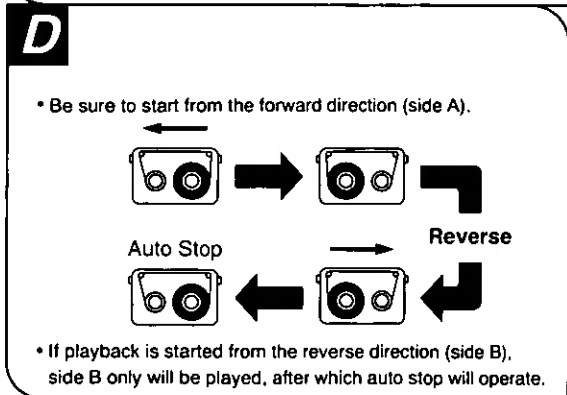 D
• Be sure to start from the forward direction (side A).
Reverse
Auto Stop
• If playback is started from the reverse direction (side B),
side B only will be played, after which auto stop will operate.